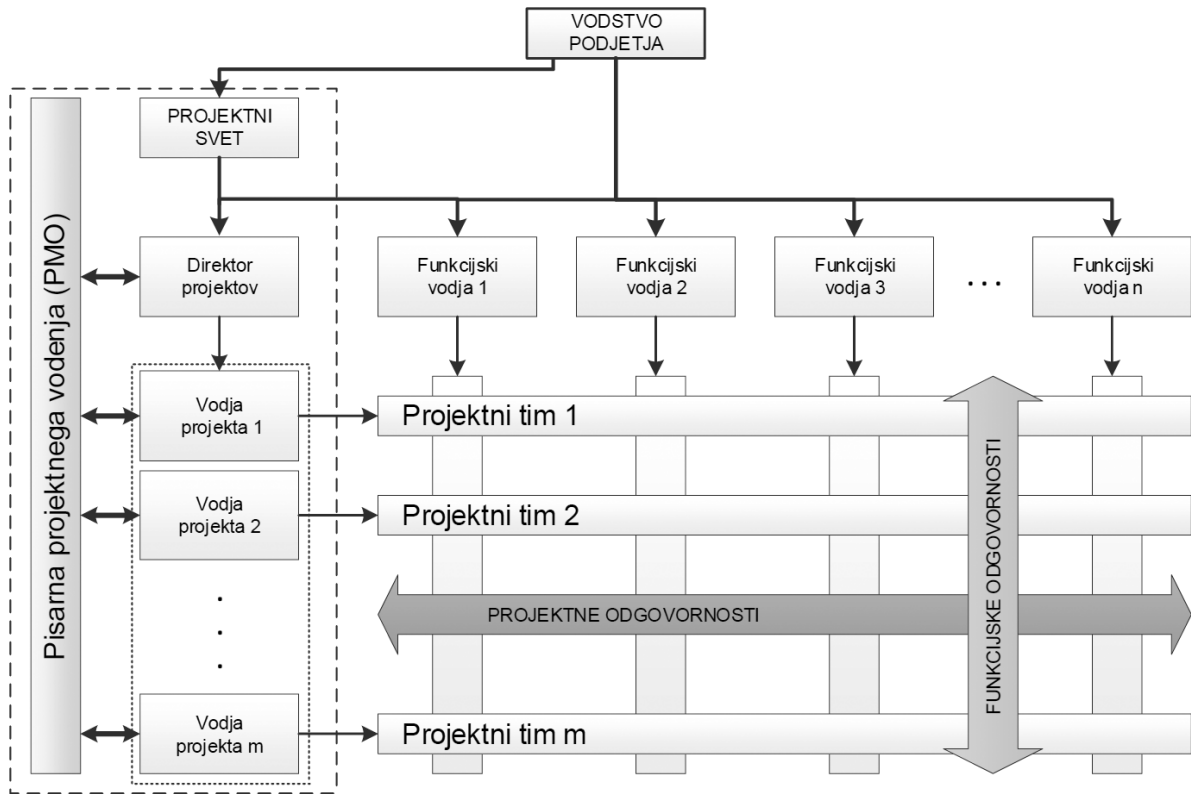 VODSTVO
PODJETJA
PROJEKTNI
SVET
Pisarna projektnega vodenja (PMO)
Direktor
projektov
Funkcijski
vodja 1
Funkcijski
vodja 2
Funkcijski
vodja 3
...
Funkcijski
vodja n
Vodja
projekta 1
Projektni tim 1
Vodja
projekta 2
Projektni tim 2
.
.
.
PROJEKTNE ODGOVORNOSTI
FUNKCIJSKE ODGOVORNOSTI
Vodja
projekta m
Projektni tim m